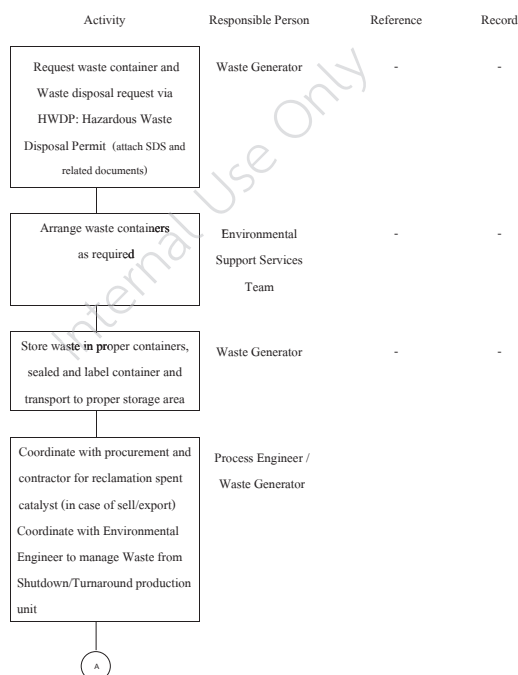 Activity Responsible Person Reference Record
Request waste container and
Waste disposal request via
HWDP: Hazardous Waste
Disposal Permit (attach SDS and
related documents)
Waste Generator - -
Arrange waste containers
as required
Environmental
Support Services
Team
- -
Store waste in proper containers,
sealed and label container and
transport to proper storage area
Waste Generator - -
Coordinate with procurement and
contractor for reclamation spent
catalyst (in case of sell/export)
Coordinate with Environmental
Engineer to manage Waste from
Shutdown/Turnaround production
unit
Process Engineer /
Waste Generator
A
Internal Use Only